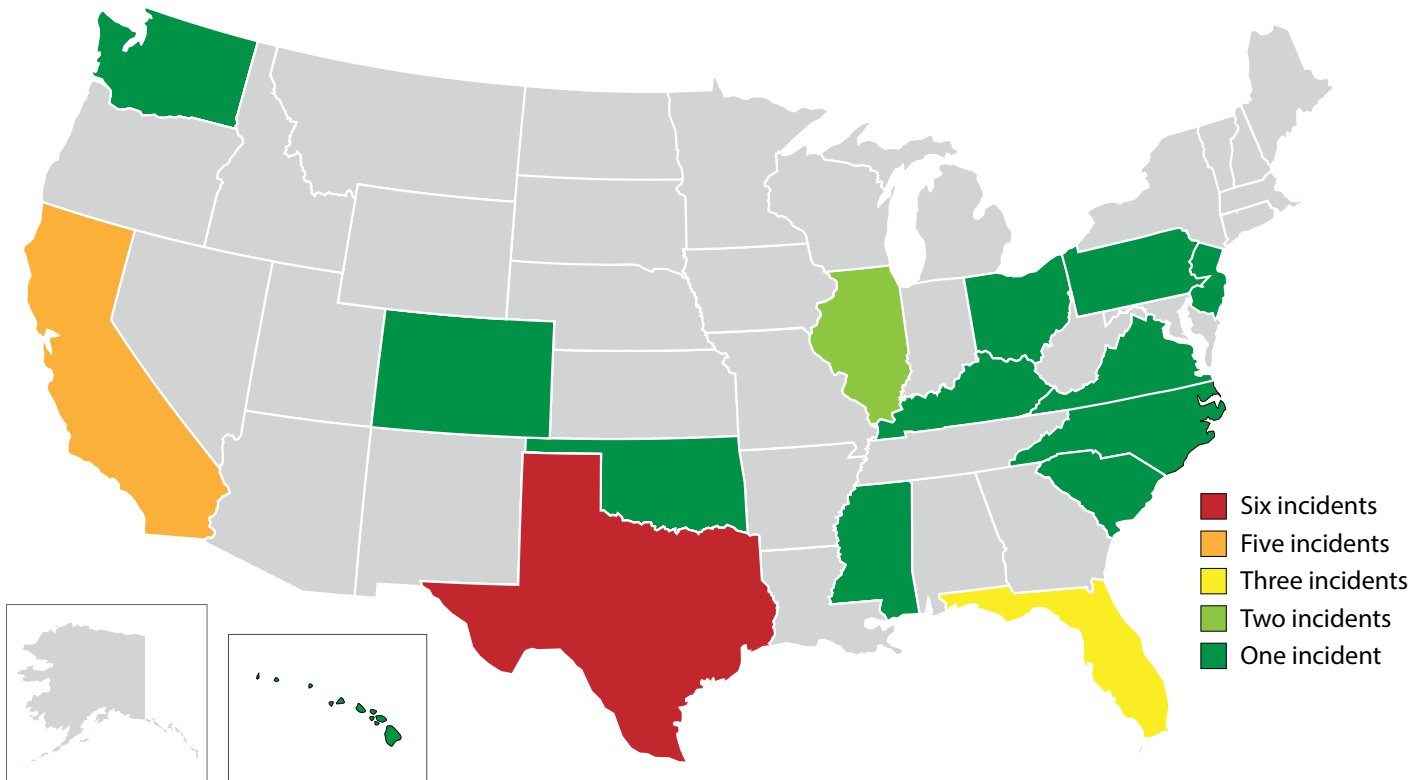 Six incidents
Five incidents
Three incidents
Two incidents
One incident